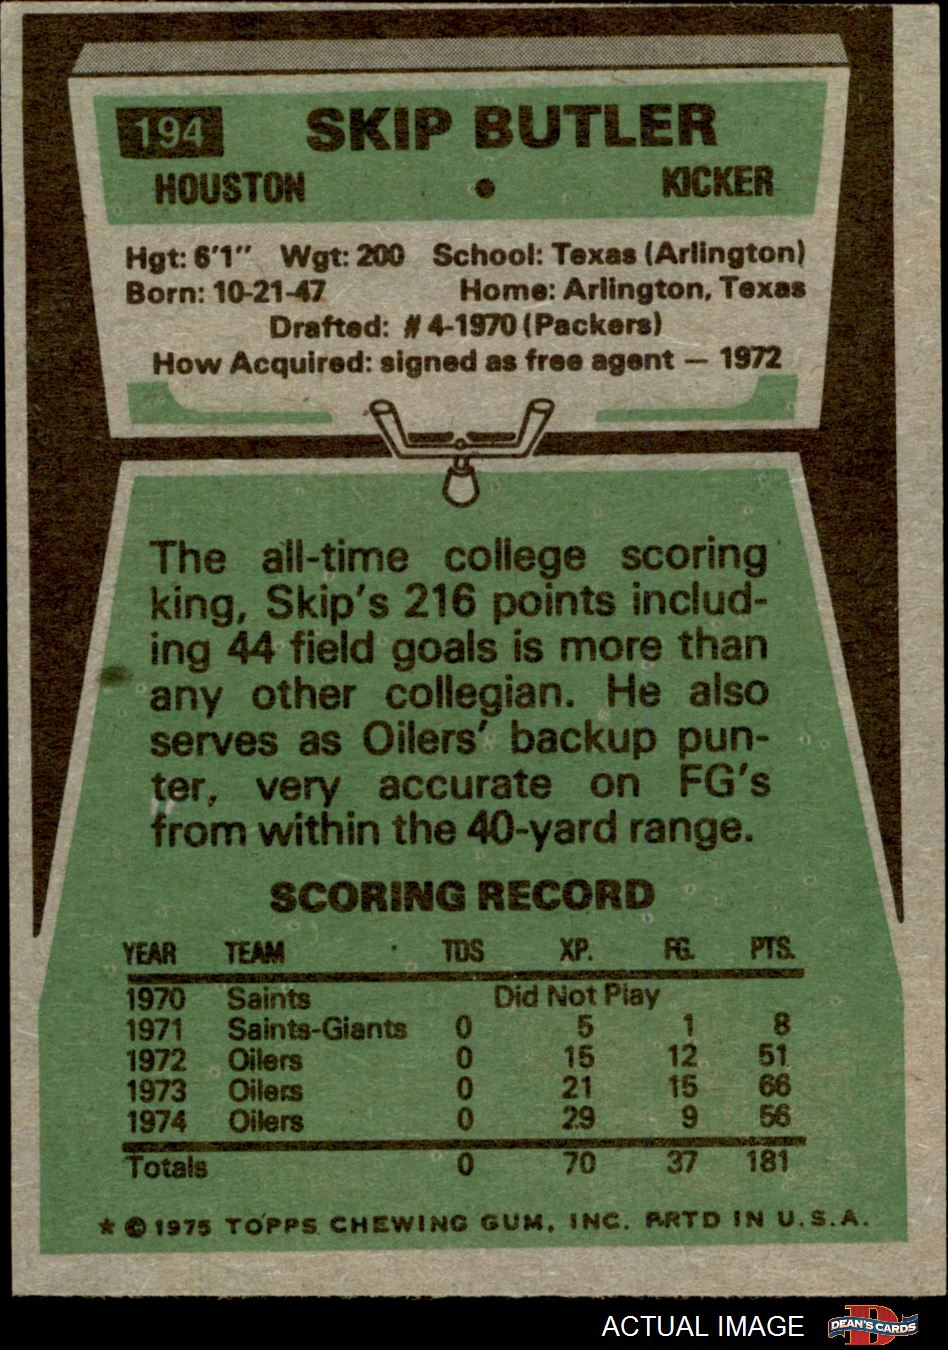 194 SKIP BUTLER
HOUSTON • KICKER
Hgt: 6'1" Wgt: 200 School: Texas (Arlington)
Born: 10-21-47 Home: Arlington, Texas
Drafted: #4-1970 (Packers)
How Acquired: signed as free agent — 1972
The all-time college scoring
king, Skip's 216 points includ-
ing 44 field goals is more than
any other collegian. He also
serves as Oilers' backup pun-
ter, very accurate on FG's
from within the 40-yard range.
SCORING RECORD
YEAR TEAM TDS XP. FG. PTS.
1970 Saints Did Not Play
1971 Saints-Giants 0 5 1 8
1972 Oilers 0 15 12 51
1973 Oilers 0 21 15 66
1974 Oilers 0 29 9 56
Totals 0 70 37 181
★ © 1975 TOPPS CHEWING GUM, INC. PRTD IN U.S.A.
ACTUAL IMAGE DEAN'S CARDS